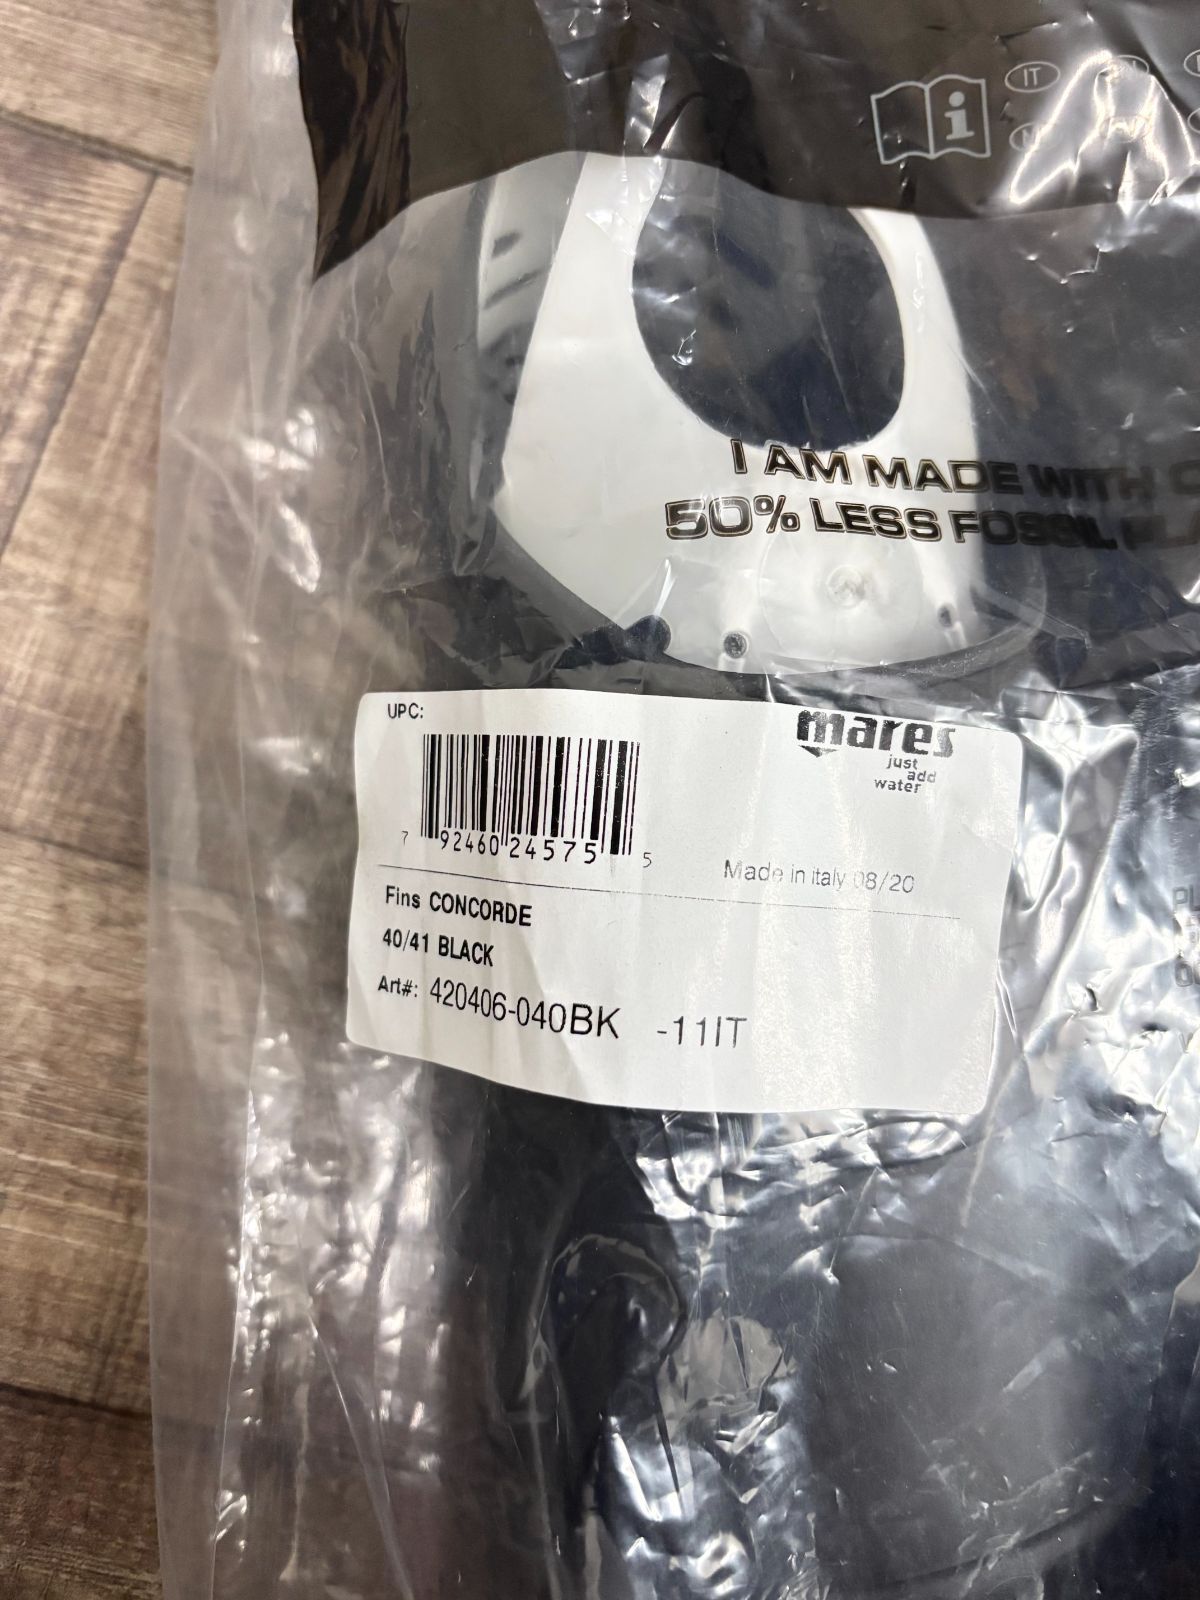 IT
I AM MADE WITH
50% LESS FOSSIL
UPC:
mares
just
add
water
7 92460 24575 5
Made in italy 08/20
Fins CONCORDE
40/41 BLACK
Art#: 420406-040BK -11IT